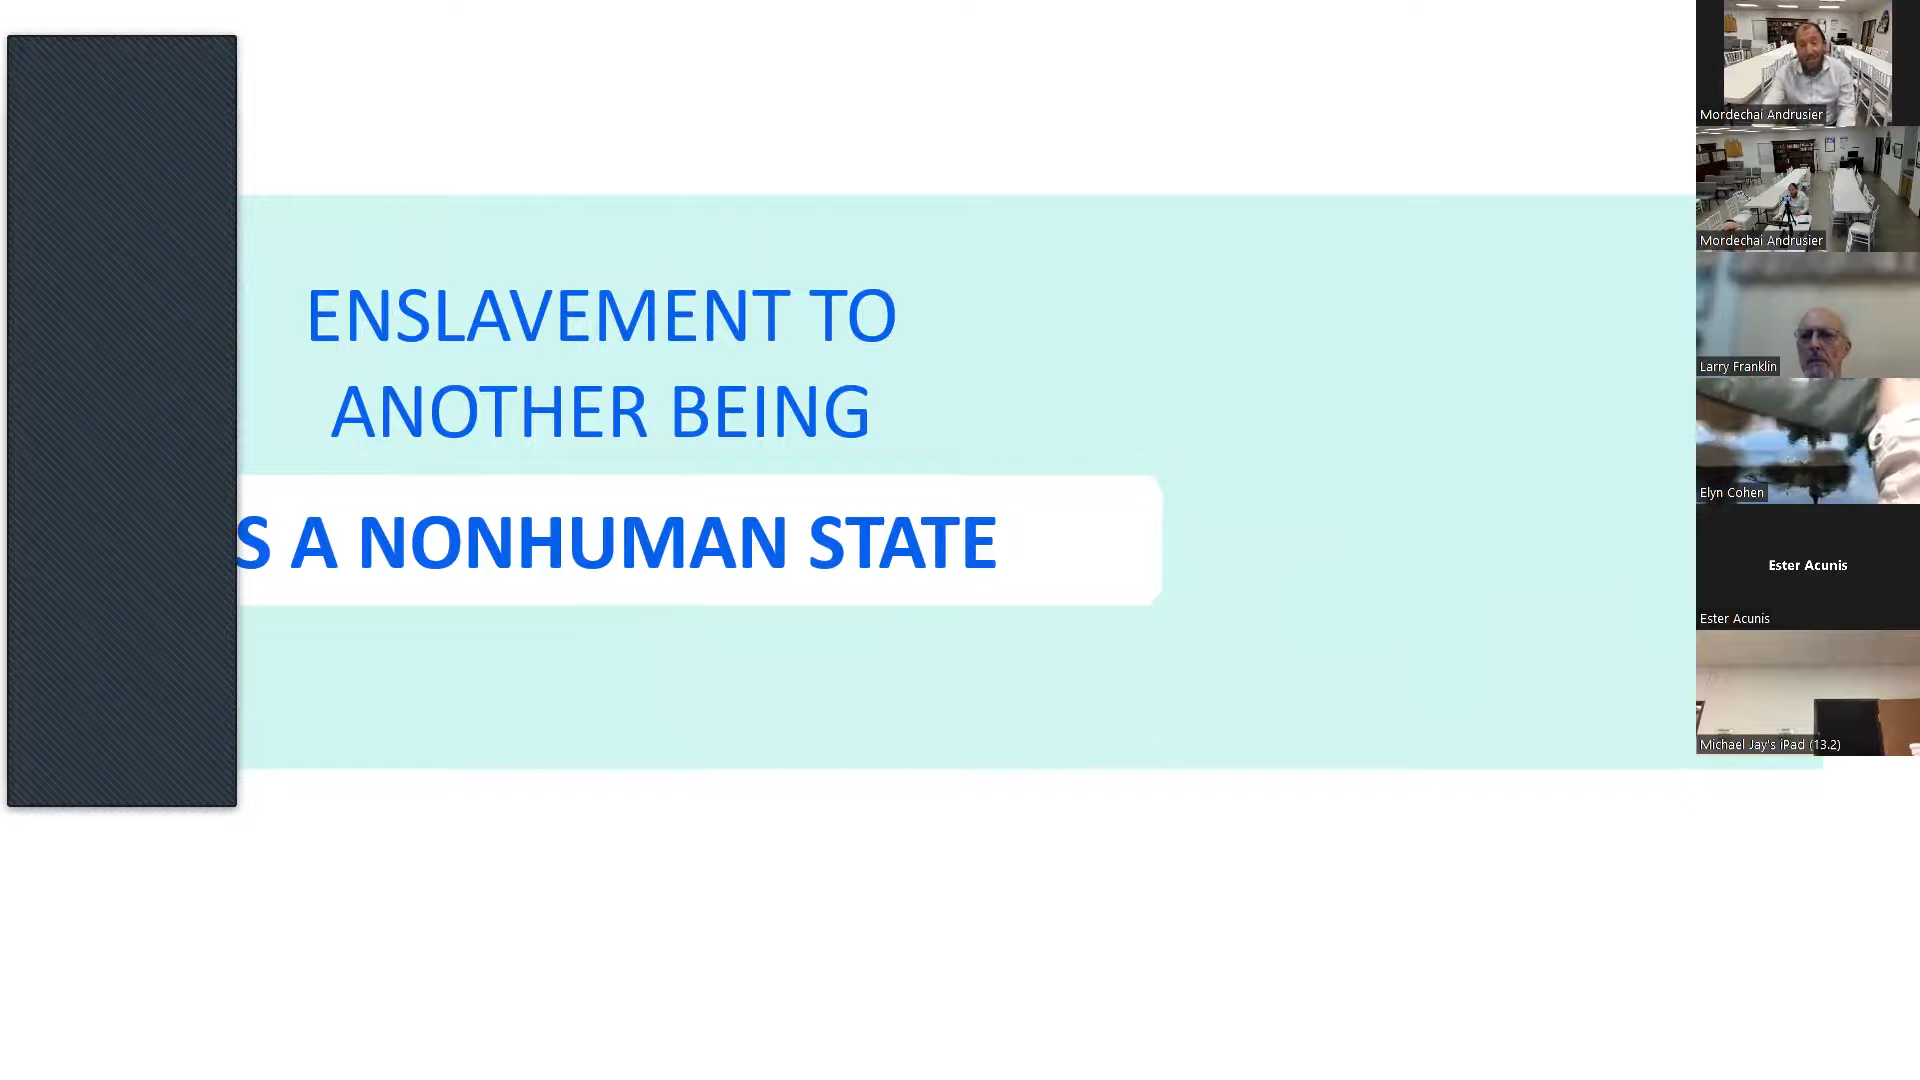 ENSLAVEMENT TO
ANOTHER BEING
S A NONHUMAN STATE
Mordechai Andrusier
Mordechai Andrusier
Larry Franklin
Elyn Cohen
Ester Acunis
Ester Acunis
Michael Jay's iPad (13.2)